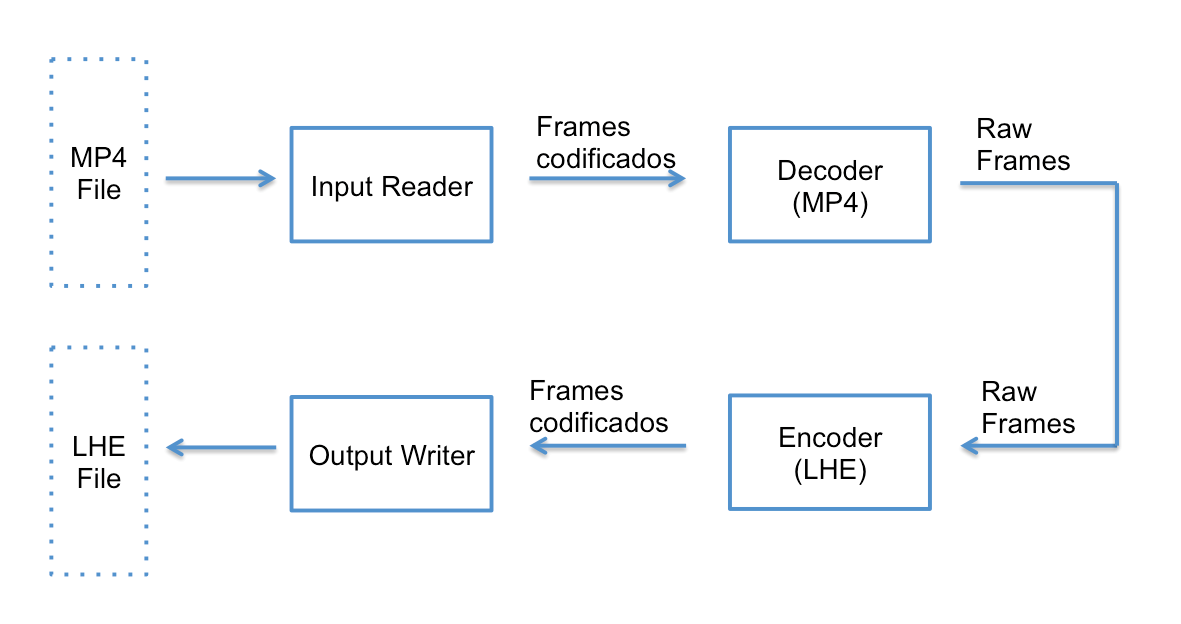 MP4
File
Input Reader
Frames
codificados
Decoder
(MP4)
Raw
Frames
LHE
File
Output Writer
Frames
codificados
Encoder
(LHE)
Raw
Frames